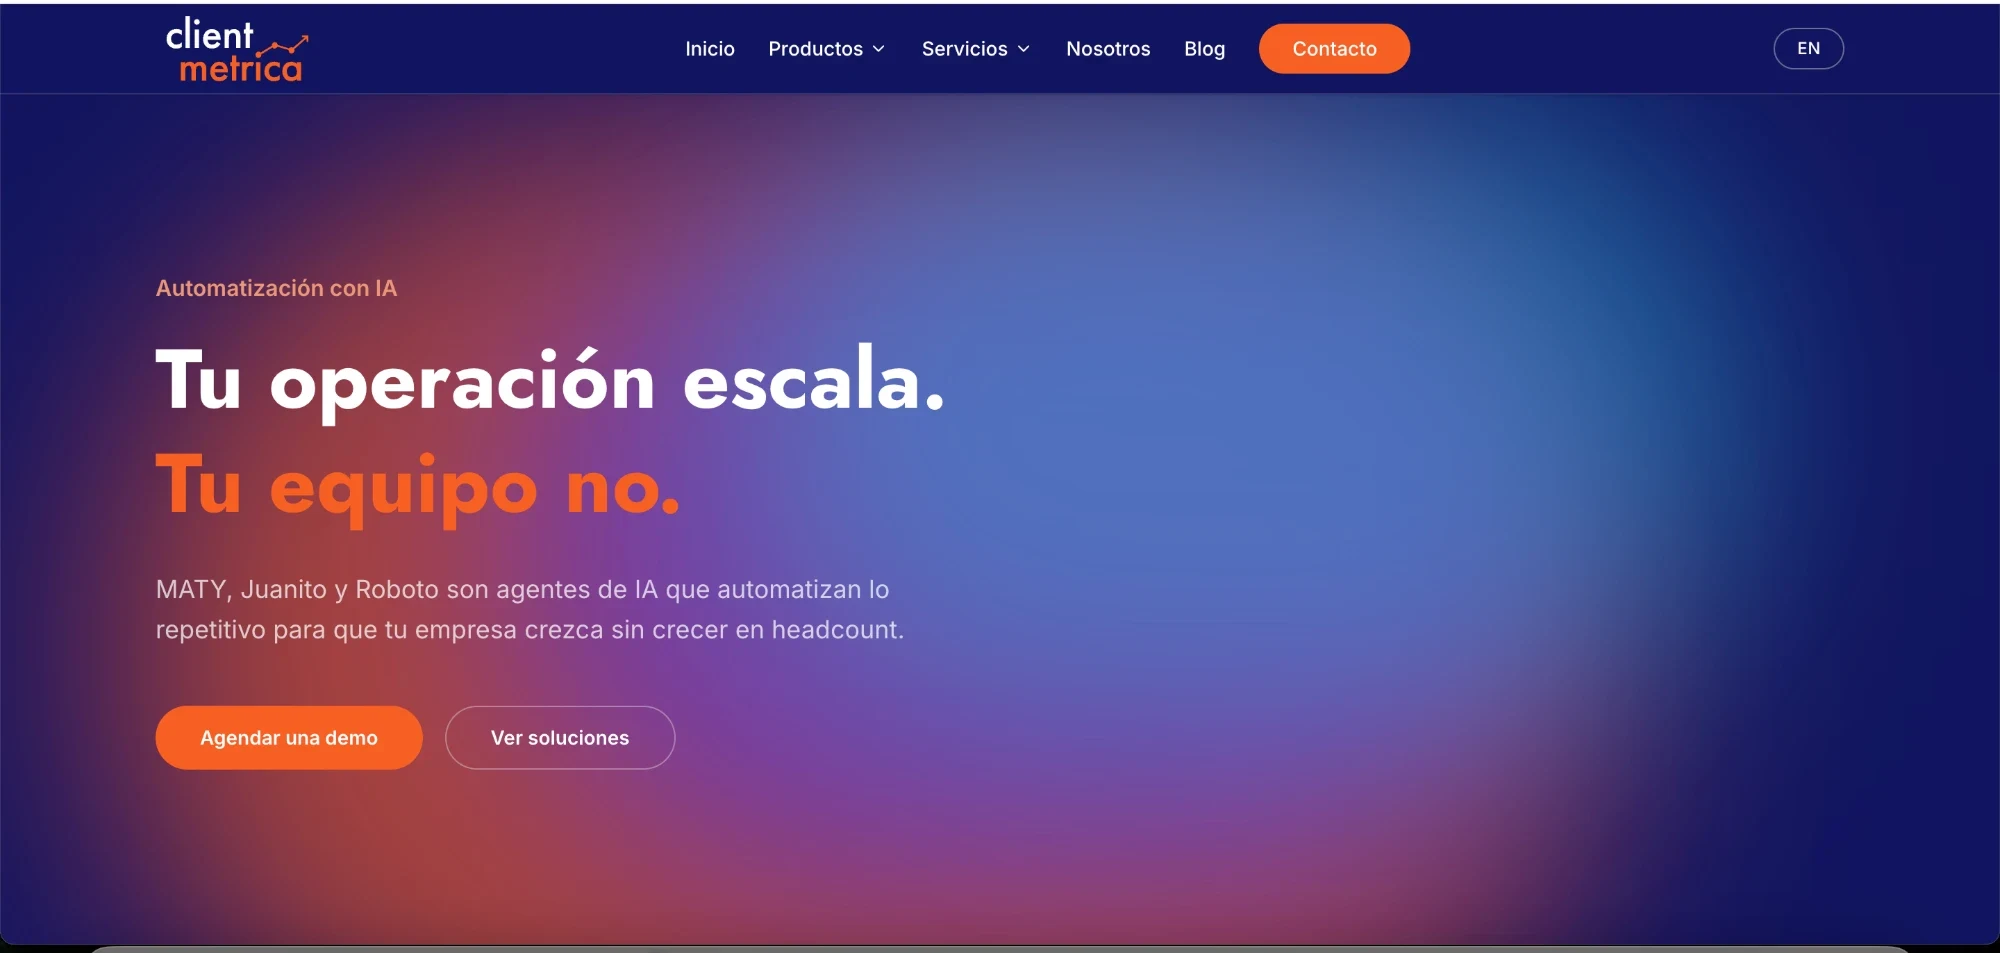 client
metrica
Inicio
Productos
Servicios
Nosotros
Blog
Contacto
EN
Automatización con IA
Tu operación escala.
Tu equipo no.
MATY, Juanito y Roboto son agentes de IA que automatizan lo
repetitivo para que tu empresa crezca sin crecer en headcount.
Agendar una demo
Ver soluciones